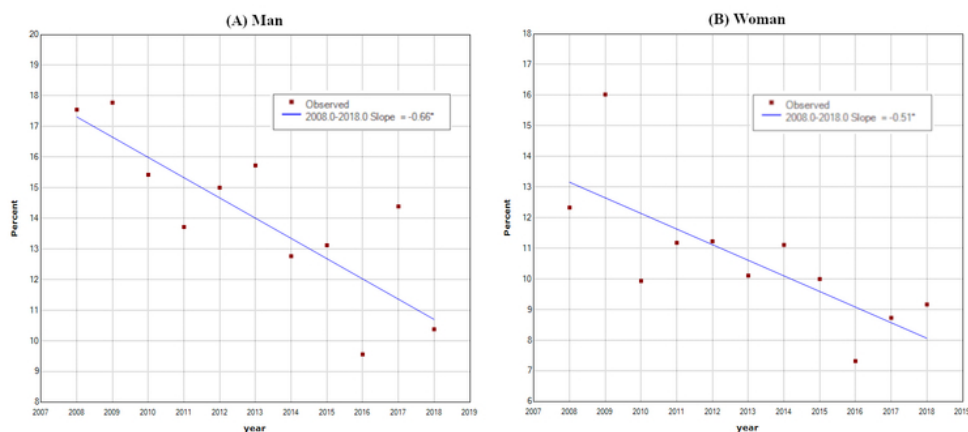 (A) Man
20
19
18
17
16
15
14
13
12
11
10
9
8
Percent
Observed
2008.0-2018.0 Slope = -0.66*
2007 2008 2009 2010 2011 2012 2013 2014 2015 2016 2017 2018 2019
year
(B) Woman
18
17
16
15
14
13
12
11
10
9
8
7
6
Percent
Observed
2008.0-2018.0 Slope = -0.51*
2007 2008 2009 2010 2011 2012 2013 2014 2015 2016 2017 2018 2019
year